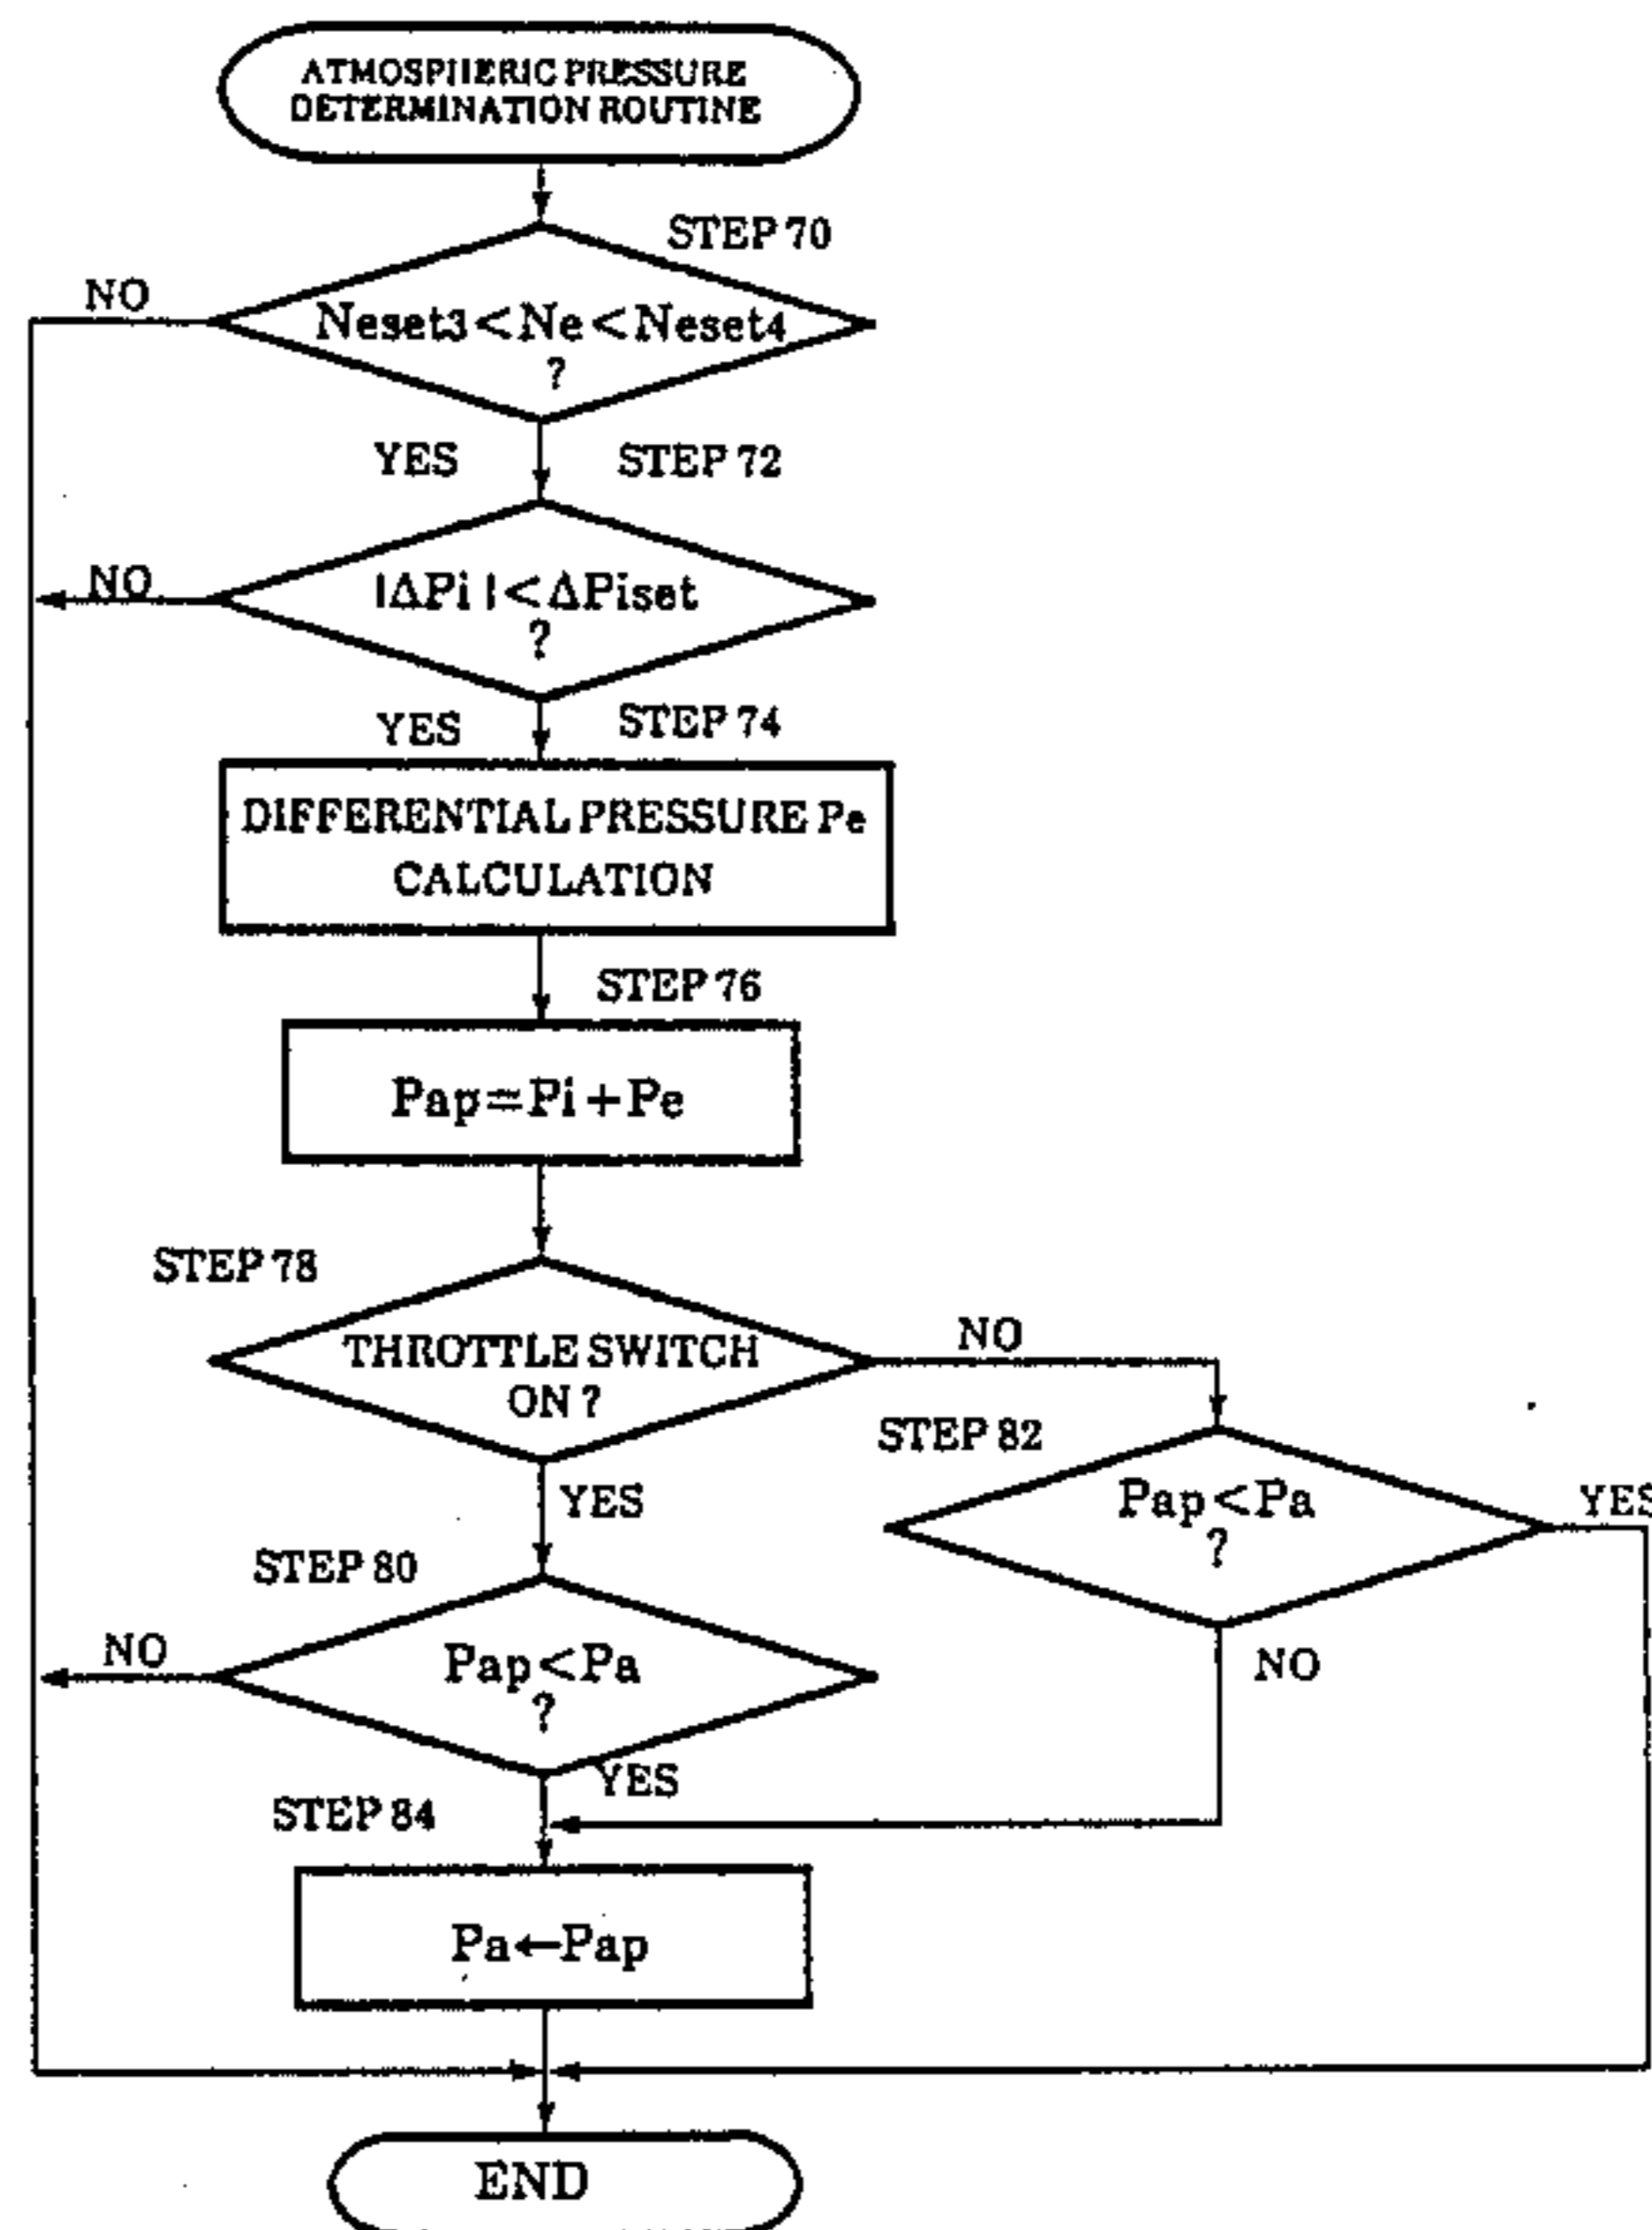 ATMOSPHERIC PRESSURE
DETERMINATION ROUTINE
STEP 70
NO
Neset3<Ne<Neset4
?
YES
STEP 72
NO
|ΔPi|<ΔPiset
?
YES
STEP 74
DIFFERENTIAL PRESSURE Pe
CALCULATION
STEP 76
Pap=Pi+Pe
STEP 78
THROTTLE SWITCH
ON?
NO
YES
STEP 82
Pap<Pa
?
YES
NO
STEP 80
NO
Pap<Pa
?
YES
STEP 84
Pa←Pap
END